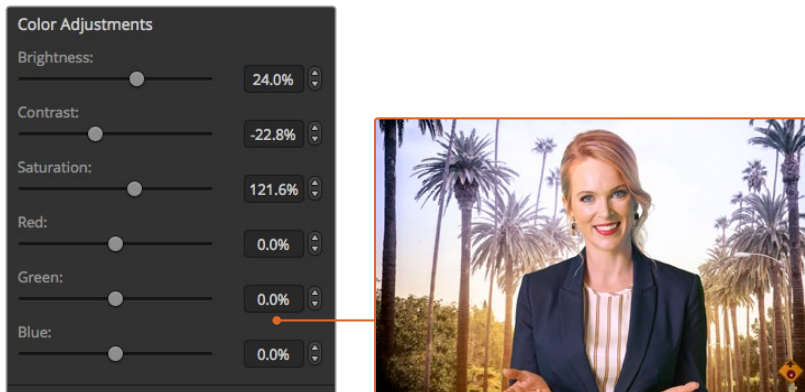 Color Adjustments
Brightness:
24.0%
Contrast:
-22.8%
Saturation:
121.6%
Red:
0.0%
Green:
0.0%
Blue:
0.0%